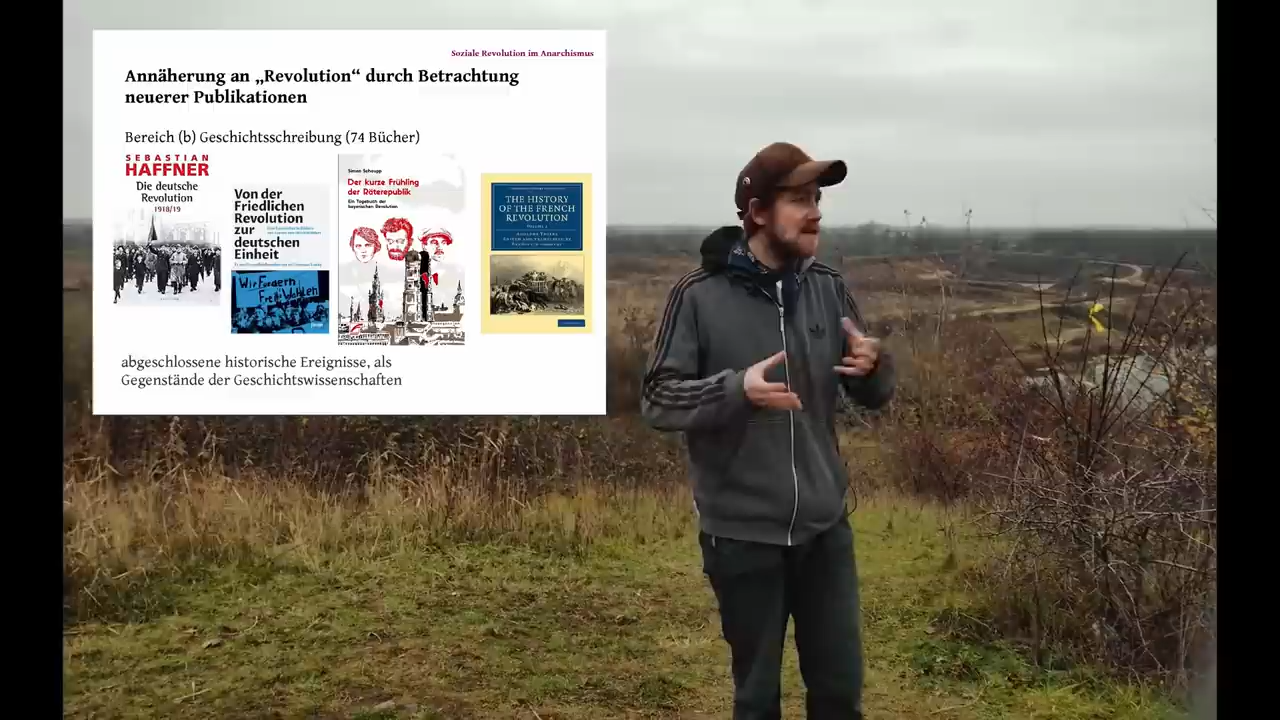 Soziale Revolution im Anarchismus
Annäherung an „Revolution“ durch Betrachtung
neuerer Publikationen
Bereich (b) Geschichtsschreibung (74 Bücher)
SEBASTIAN
HAFFNER
Die deutsche
Revolution
1918/19
Von der
Friedlichen
Revolution
zur
deutschen
Einheit
Wir fordern
Freie Wahlen
Simon Schaupp
Der kurze Frühling
der Räterepublik
Ein Tagebuch der
bayerischen Revolution
THE HISTORY
OF THE FRENCH
REVOLUTION
VOLUME 1
abgeschlossene historische Ereignisse, als
Gegenstände der Geschichtswissenschaften